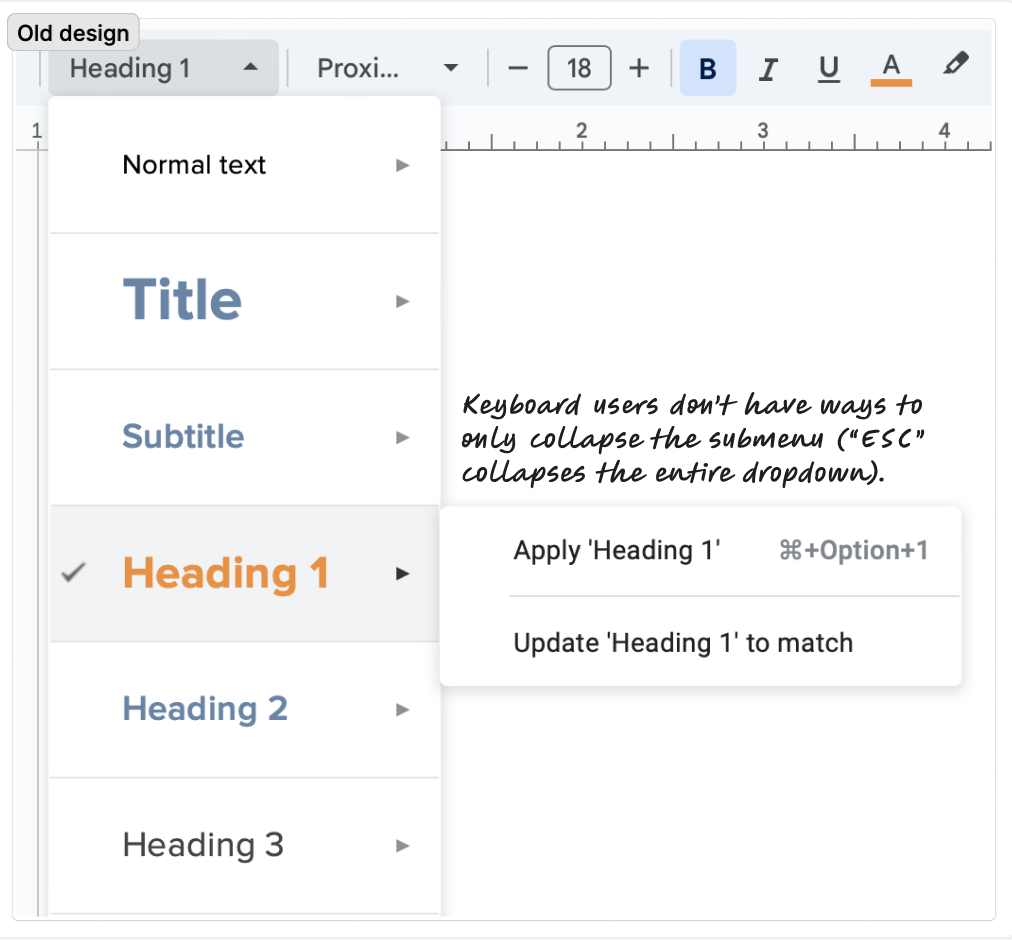 Old design
Heading 1 Proxi... 18 B I U A
1 2 3 4
Normal text
Title
Subtitle
Keyboard users don't have ways to
only collapse the submenu ("ESC"
collapses the entire dropdown).
Heading 1
Apply 'Heading 1' ⌘+Option+1
Update 'Heading 1' to match
Heading 2
Heading 3